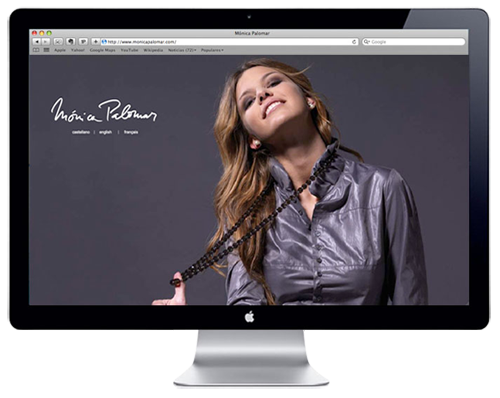 Mónica Palomar
http://www.monicapalomar.com/
Google
Apple Yahoo! Google Maps YouTube Wikipedia Noticias (72) Populares
Mónica Palomar
castellano | english | français